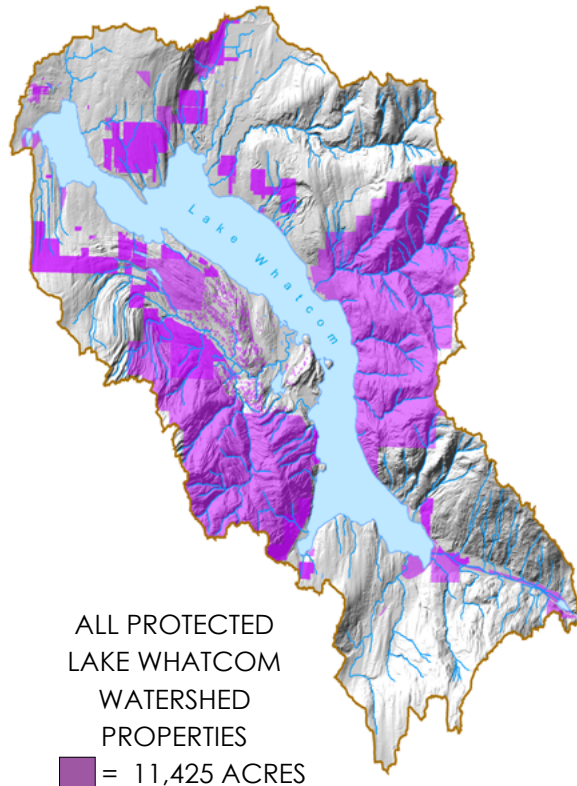 Lake Whatcom
ALL PROTECTED
LAKE WHATCOM
WATERSHED
PROPERTIES
= 11,425 ACRES